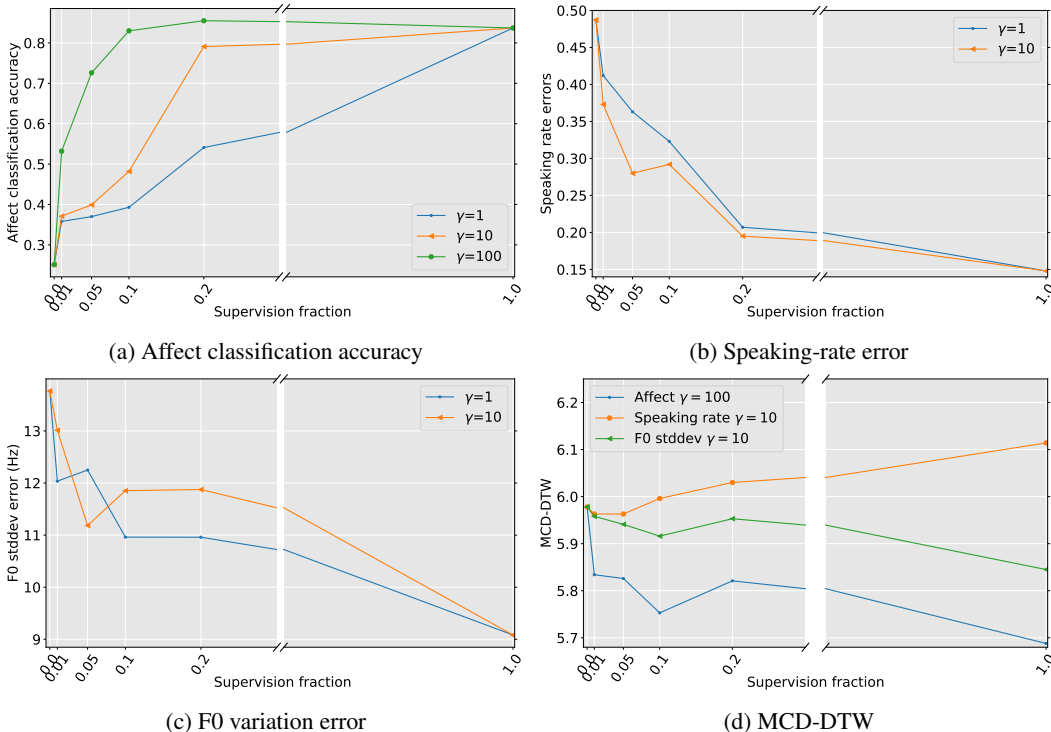 0.8
0.7
0.6
0.5
0.4
0.3
Affect classification accuracy
γ=1
γ=10
γ=100
0.0
0.01
0.05
0.1
0.2
1.0
Supervision fraction
(a) Affect classification accuracy
0.50
0.45
0.40
0.35
0.30
0.25
0.20
0.15
Speaking rate errors
γ=1
γ=10
0.0
0.01
0.05
0.1
0.2
1.0
Supervision fraction
(b) Speaking-rate error
13
12
11
10
9
F0 stddev error (Hz)
γ=1
γ=10
0.0
0.01
0.05
0.1
0.2
1.0
Supervision fraction
(c) F0 variation error
6.2
6.1
6.0
5.9
5.8
5.7
MCD-DTW
Affect γ = 100
Speaking rate γ = 10
F0 stddev γ = 10
0.0
0.01
0.05
0.1
0.2
1.0
Supervision fraction
(d) MCD-DTW